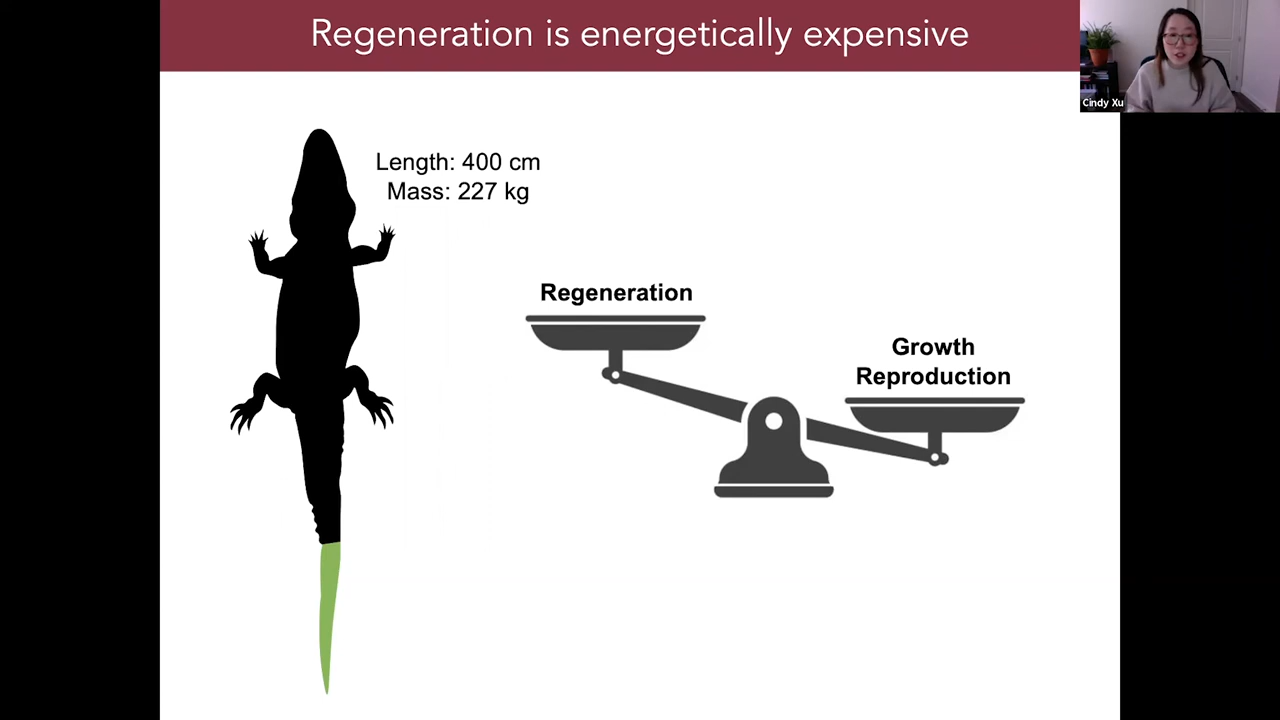 Regeneration is energetically expensive
Cindy Xu
Length: 400 cm
Mass: 227 kg
Regeneration
Growth
Reproduction